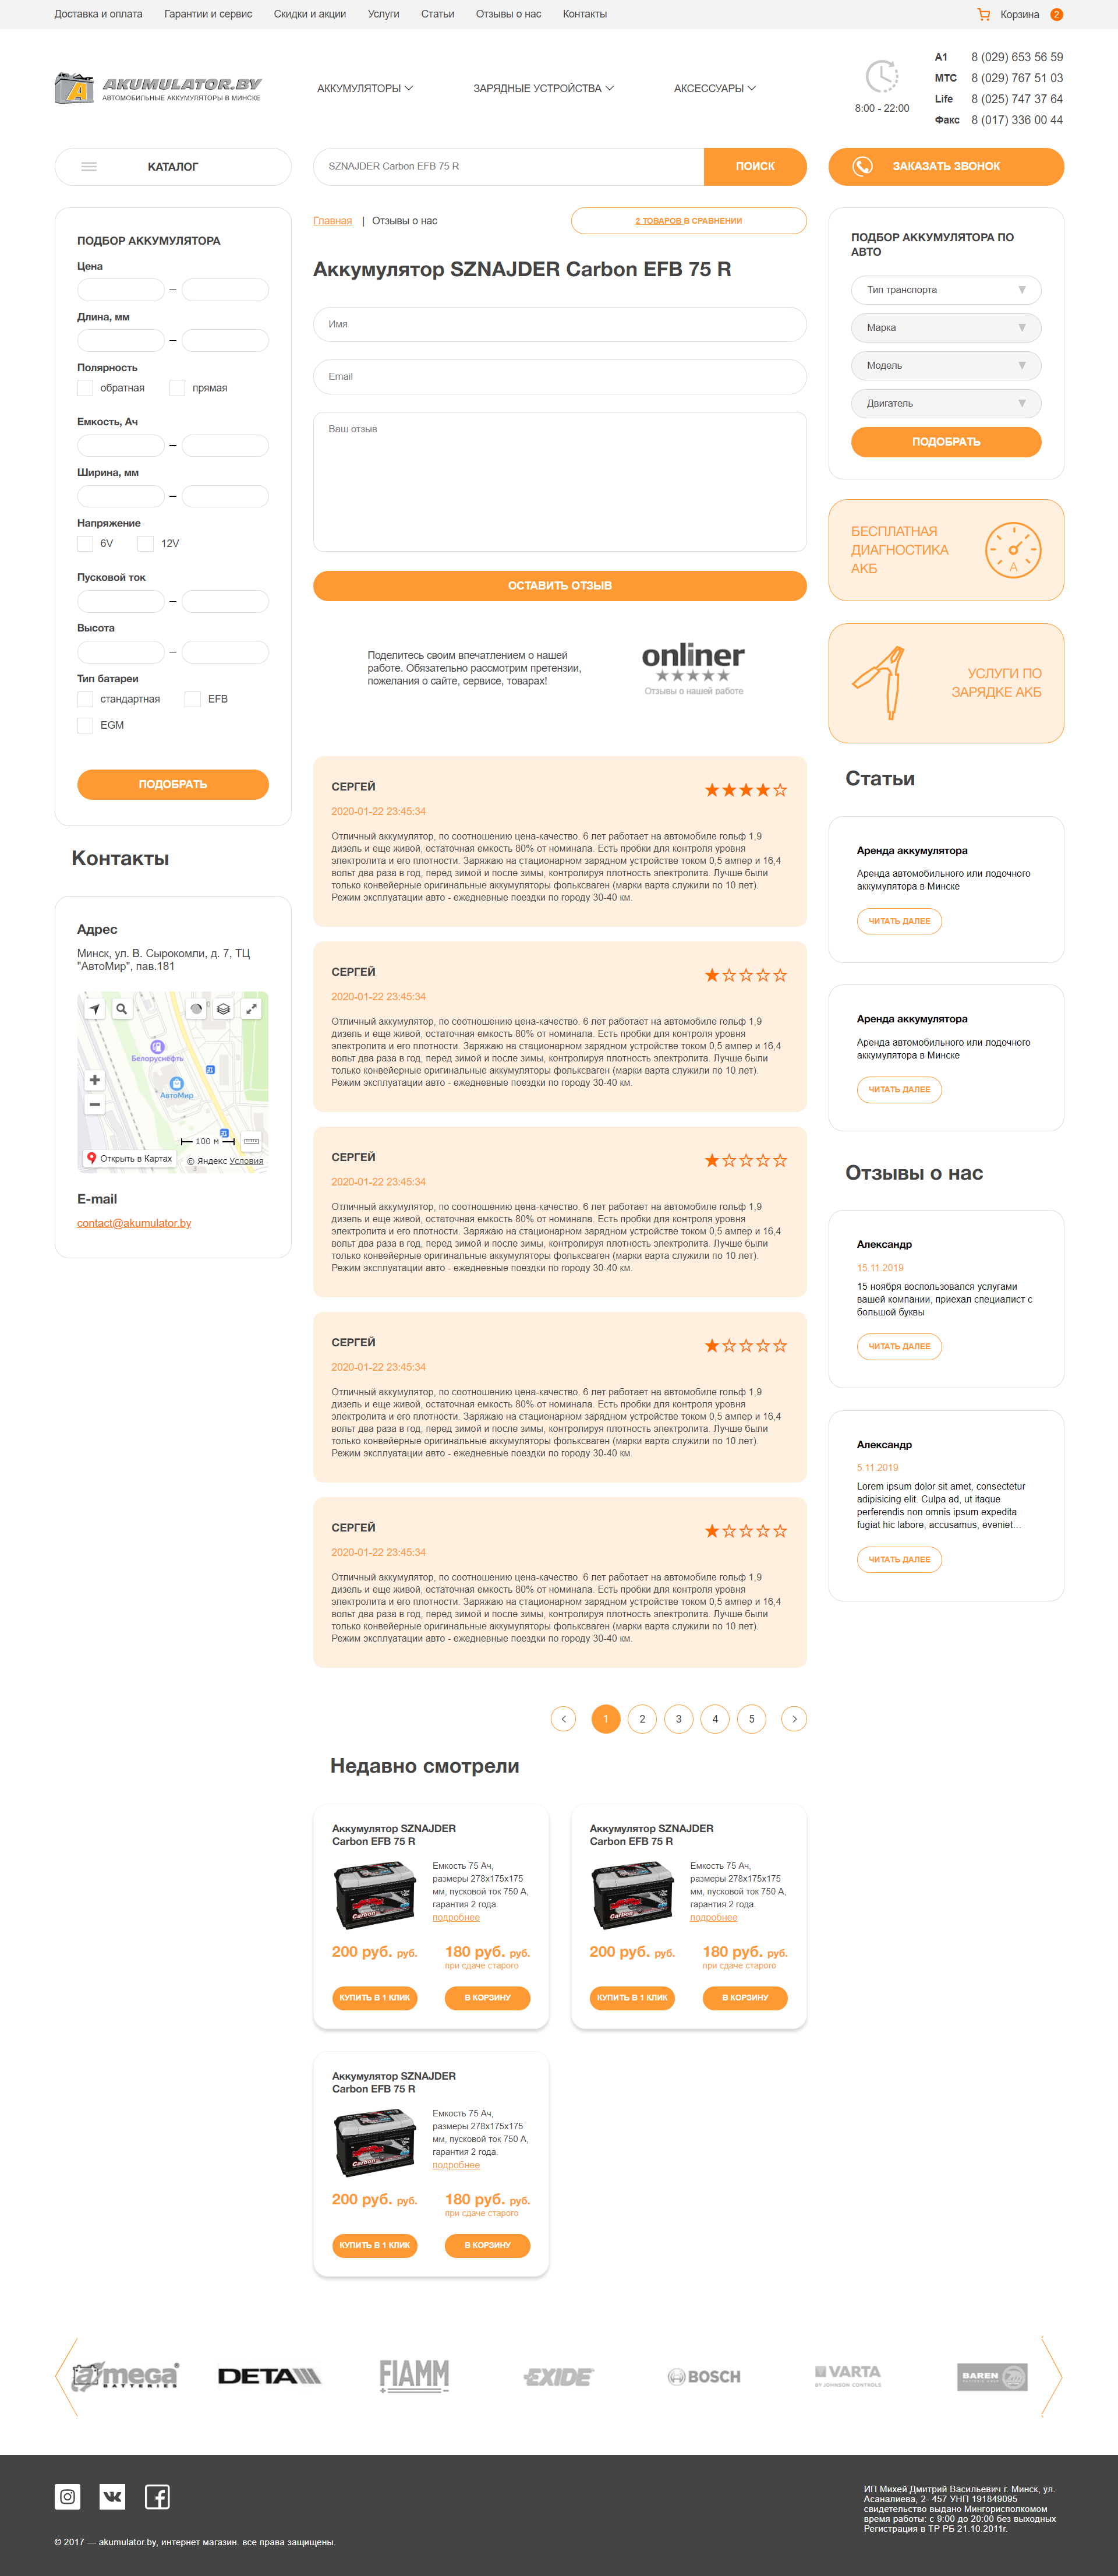 Доставка и оплата Гарантии и сервис Скидки и акции Услуги Статьи Отзывы о нас Контакты Корзина 2
AKUMULATOR.BY
АВТОМОБИЛЬНЫЕ АККУМУЛЯТОРЫ В МИНСКЕ
АККУМУЛЯТОРЫ ЗАРЯДНЫЕ УСТРОЙСТВА АКСЕССУАРЫ
8:00 - 22:00
А1 8 (029) 653 56 59
МТС 8 (029) 767 51 03
Life 8 (025) 747 37 64
Факс 8 (017) 336 00 44
КАТАЛОГ
SZNAJDER Carbon EFB 75 R ПОИСК
ЗАКАЗАТЬ ЗВОНОК
ПОДБОР АККУМУЛЯТОРА
Цена
–
Длина, мм
–
Полярность
обратная прямая
Емкость, Ач
–
Ширина, мм
–
Напряжение
6V 12V
Пусковой ток
–
Высота
–
Тип батареи
стандартная EFB
EGM
ПОДОБРАТЬ
Контакты
Адрес
Минск, ул. В. Сырокомли, д. 7, ТЦ
"АвтоМир", пав.181
Белоруснефть
АвтоМир
100 м
Открыть в Картах
© Яндекс Условия
E-mail
contact@akumulator.by
Главная | Отзывы о нас
2 ТОВАРОВ В СРАВНЕНИИ
Аккумулятор SZNAJDER Carbon EFB 75 R
Имя
Email
Ваш отзыв
ОСТАВИТЬ ОТЗЫВ
Поделитесь своим впечатлением о нашей
работе. Обязательно рассмотрим претензии,
пожелания о сайте, сервисе, товарах!
onliner
Отзывы о нашей работе
СЕРГЕЙ
2020-01-22 23:45:34
Отличный аккумулятор, по соотношению цена-качество. 6 лет работает на автомобиле гольф 1,9
дизель и еще живой, остаточная емкость 80% от номинала. Есть пробки для контроля уровня
электролита и его плотности. Заряжаю на стационарном зарядном устройстве током 0,5 ампер и 16,4
вольт два раза в год, перед зимой и после зимы, контролируя плотность электролита. Лучше были
только конвейерные оригинальные аккумуляторы фольксваген (марки варта служили по 10 лет).
Режим эксплуатации авто - ежедневные поездки по городу 30-40 км.
СЕРГЕЙ
2020-01-22 23:45:34
Отличный аккумулятор, по соотношению цена-качество. 6 лет работает на автомобиле гольф 1,9
дизель и еще живой, остаточная емкость 80% от номинала. Есть пробки для контроля уровня
электролита и его плотности. Заряжаю на стационарном зарядном устройстве током 0,5 ампер и 16,4
вольт два раза в год, перед зимой и после зимы, контролируя плотность электролита. Лучше были
только конвейерные оригинальные аккумуляторы фольксваген (марки варта служили по 10 лет).
Режим эксплуатации авто - ежедневные поездки по городу 30-40 км.
СЕРГЕЙ
2020-01-22 23:45:34
Отличный аккумулятор, по соотношению цена-качество. 6 лет работает на автомобиле гольф 1,9
дизель и еще живой, остаточная емкость 80% от номинала. Есть пробки для контроля уровня
электролита и его плотности. Заряжаю на стационарном зарядном устройстве током 0,5 ампер и 16,4
вольт два раза в год, перед зимой и после зимы, контролируя плотность электролита. Лучше были
только конвейерные оригинальные аккумуляторы фольксваген (марки варта служили по 10 лет).
Режим эксплуатации авто - ежедневные поездки по городу 30-40 км.
СЕРГЕЙ
2020-01-22 23:45:34
Отличный аккумулятор, по соотношению цена-качество. 6 лет работает на автомобиле гольф 1,9
дизель и еще живой, остаточная емкость 80% от номинала. Есть пробки для контроля уровня
электролита и его плотности. Заряжаю на стационарном зарядном устройстве током 0,5 ампер и 16,4
вольт два раза в год, перед зимой и после зимы, контролируя плотность электролита. Лучше были
только конвейерные оригинальные аккумуляторы фольксваген (марки варта служили по 10 лет).
Режим эксплуатации авто - ежедневные поездки по городу 30-40 км.
СЕРГЕЙ
2020-01-22 23:45:34
Отличный аккумулятор, по соотношению цена-качество. 6 лет работает на автомобиле гольф 1,9
дизель и еще живой, остаточная емкость 80% от номинала. Есть пробки для контроля уровня
электролита и его плотности. Заряжаю на стационарном зарядном устройстве током 0,5 ампер и 16,4
вольт два раза в год, перед зимой и после зимы, контролируя плотность электролита. Лучше были
только конвейерные оригинальные аккумуляторы фольксваген (марки варта служили по 10 лет).
Режим эксплуатации авто - ежедневные поездки по городу 30-40 км.
1 2 3 4 5
ПОДБОР АККУМУЛЯТОРА ПО
АВТО
Тип транспорта
Марка
Модель
Двигатель
ПОДОБРАТЬ
БЕСПЛАТНАЯ
ДИАГНОСТИКА
АКБ
A
УСЛУГИ ПО
ЗАРЯДКЕ АКБ
Статьи
Аренда аккумулятора
Аренда автомобильного или лодочного
аккумулятора в Минске
ЧИТАТЬ ДАЛЕЕ
Аренда аккумулятора
Аренда автомобильного или лодочного
аккумулятора в Минске
ЧИТАТЬ ДАЛЕЕ
Отзывы о нас
Александр
15.11.2019
15 ноября воспользовался услугами
вашей компании, приехал специалист с
большой буквы
ЧИТАТЬ ДАЛЕЕ
Александр
5.11.2019
Lorem ipsum dolor sit amet, consectetur
adipisicing elit. Culpa ad, ut itaque
perferendis non omnis ipsum expedita
fugiat hic labore, accusamus, eveniet...
ЧИТАТЬ ДАЛЕЕ
Недавно смотрели
Аккумулятор SZNAJDER
Carbon EFB 75 R
Carbon
Емкость 75 Ач,
размеры 278x175x175
мм, пусковой ток 750 А,
гарантия 2 года.
подробнее
200 руб. руб. 180 руб. руб.
при сдаче старого
КУПИТЬ В 1 КЛИК В КОРЗИНУ
Аккумулятор SZNAJDER
Carbon EFB 75 R
Carbon
Емкость 75 Ач,
размеры 278x175x175
мм, пусковой ток 750 А,
гарантия 2 года.
подробнее
200 руб. руб. 180 руб. руб.
при сдаче старого
КУПИТЬ В 1 КЛИК В КОРЗИНУ
Аккумулятор SZNAJDER
Carbon EFB 75 R
Carbon
Емкость 75 Ач,
размеры 278x175x175
мм, пусковой ток 750 А,
гарантия 2 года.
подробнее
200 руб. руб. 180 руб. руб.
при сдаче старого
КУПИТЬ В 1 КЛИК В КОРЗИНУ
amega
BATTERIES
DETA
FIAMM
EXIDE
BOSCH
VARTA
BY JOHNSON CONTROLS
BAREN
ИП Михей Дмитрий Васильевич г. Минск, ул.
Асаналиева, 2- 457 УНП 191849095
свидетельство выдано Мингорисполкомом
время работы: с 9:00 до 20:00 без выходных
Регистрация в ТР РБ 21.10.2011г.
© 2017 — akumulator.by, интернет магазин. все права защищены.